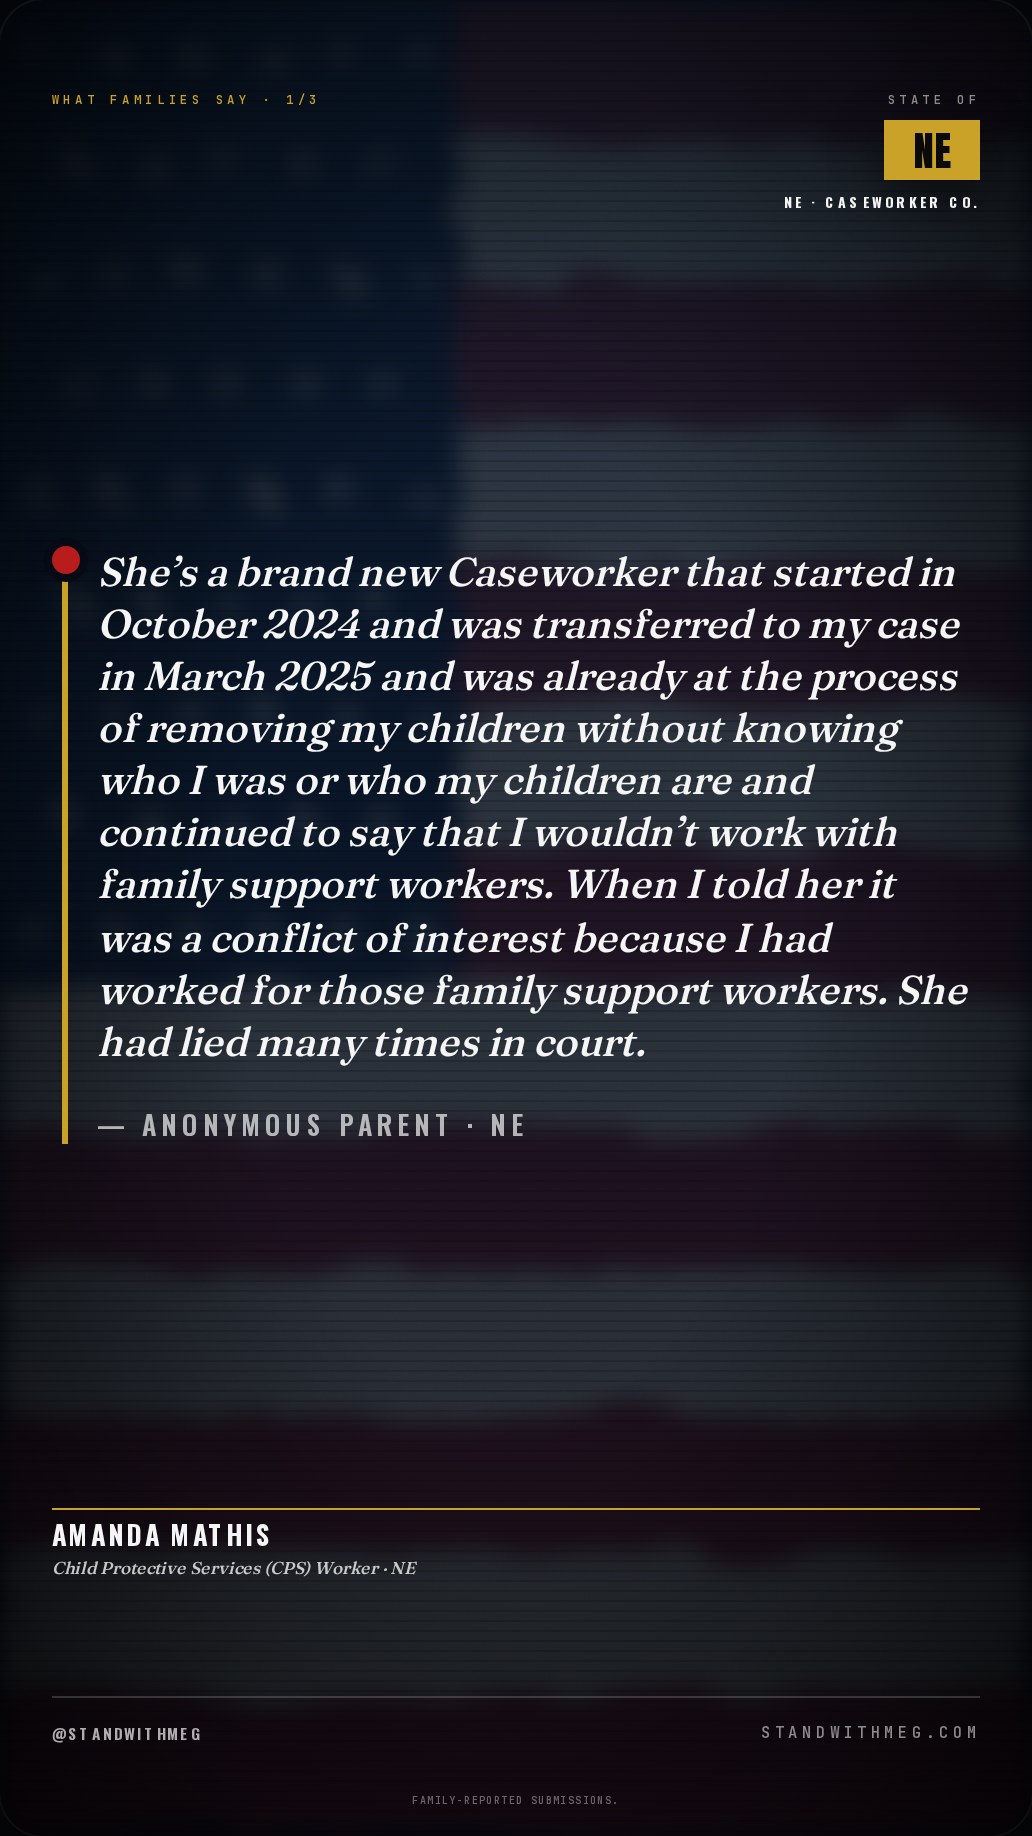 WHAT FAMILIES SAY · 1/3
STATE OF
NE
NE · CASEWORKER CO.
She’s a brand new Caseworker that started in
October 2024 and was transferred to my case
in March 2025 and was already at the process
of removing my children without knowing
who I was or who my children are and
continued to say that I wouldn’t work with
family support workers. When I told her it
was a conflict of interest because I had
worked for those family support workers. She
had lied many times in court.
— ANONYMOUS PARENT · NE
AMANDA MATHIS
Child Protective Services (CPS) Worker · NE
@STANDWITHMEG
STANDWITHMEG.COM
FAMILY-REPORTED SUBMISSIONS.